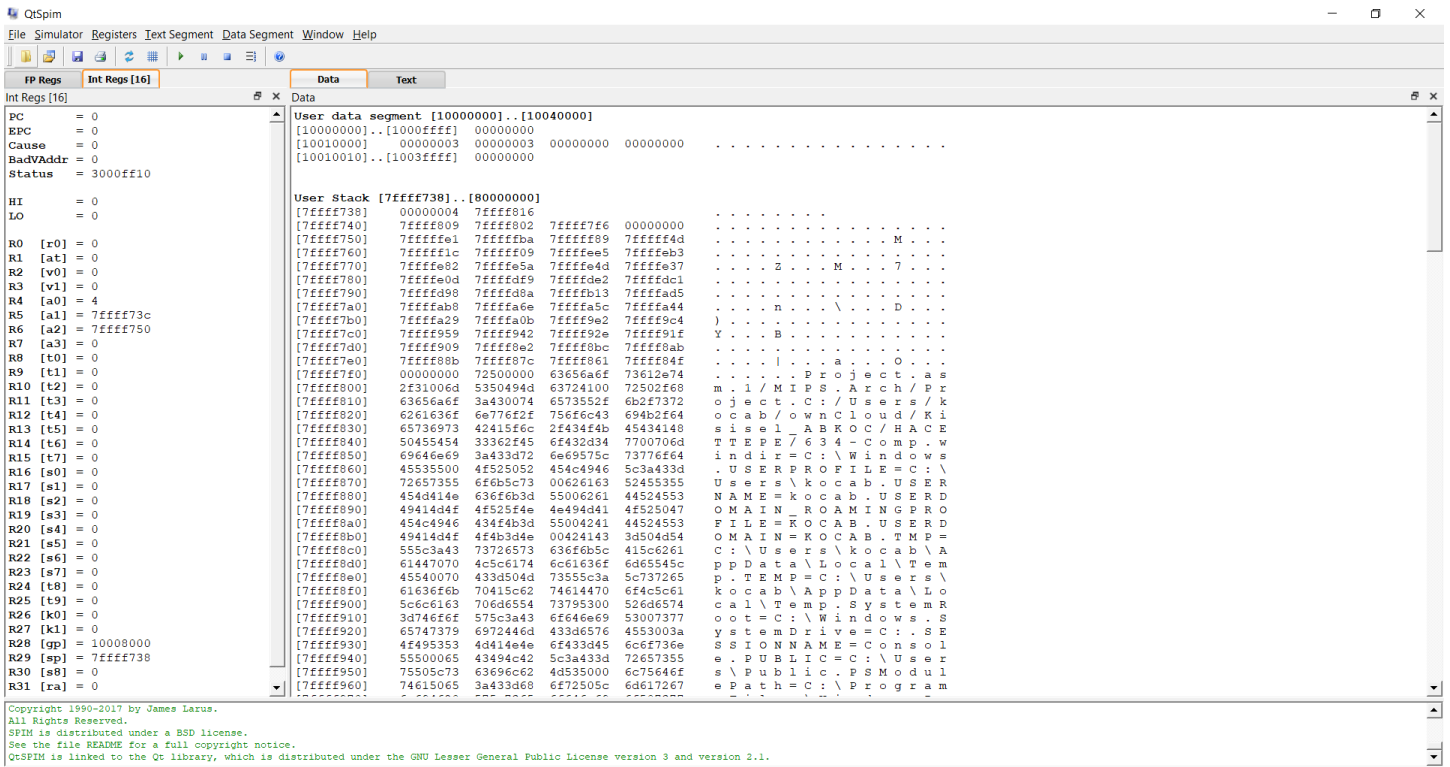 QtSpim
File Simulator Registers Text Segment Data Segment Window Help
FP Regs Int Regs [16] Data Text
Int Regs [16] Data
PC = 0
EPC = 0
Cause = 0
BadVAddr = 0
Status = 3000ff10
HI = 0
LO = 0
R0 [r0] = 0
R1 [at] = 0
R2 [v0] = 0
R3 [v1] = 0
R4 [a0] = 4
R5 [a1] = 7ffff73c
R6 [a2] = 7ffff750
R7 [a3] = 0
R8 [t0] = 0
R9 [t1] = 0
R10 [t2] = 0
R11 [t3] = 0
R12 [t4] = 0
R13 [t5] = 0
R14 [t6] = 0
R15 [t7] = 0
R16 [s0] = 0
R17 [s1] = 0
R18 [s2] = 0
R19 [s3] = 0
R20 [s4] = 0
R21 [s5] = 0
R22 [s6] = 0
R23 [s7] = 0
R24 [t8] = 0
R25 [t9] = 0
R26 [k0] = 0
R27 [k1] = 0
R28 [gp] = 10008000
R29 [sp] = 7ffff738
R30 [s8] = 0
R31 [ra] = 0
User data segment [10000000]..[10040000]
[10000000]..[1000ffff] 00000000
[10010000] 00000003 00000003 00000000 00000000 . . . . . . . . . . . . . . . .
[10010010]..[1003ffff] 00000000
User Stack [7ffff738]..[80000000]
[7ffff738] 00000004 7ffff816 . . . . . . . .
[7ffff740] 7ffff809 7ffff802 7ffff7f6 00000000 . . . . . . . . . . . . . . . .
[7ffff750] 7fffffe1 7fffffba 7fffff89 7fffff4d . . . . . . . . . . . . M . . .
[7ffff760] 7fffff1c 7fffff09 7ffffee5 7ffffeb3 . . . . . . . . . . . . . . . .
[7ffff770] 7ffffe82 7ffffe5a 7ffffe4d 7ffffe37 . . . . Z . . . M . . . 7 . . .
[7ffff780] 7ffffe0d 7ffffdf9 7ffffde2 7ffffdc1 . . . . . . . . . . . . . . . .
[7ffff790] 7ffffd98 7ffffd8a 7ffffb13 7ffffad5 . . . . . . . . . . . . . . . .
[7ffff7a0] 7ffffab8 7ffffa6e 7ffffa5c 7ffffa44 . . . . n . . . \ . . . D . . .
[7ffff7b0] 7ffffa29 7ffffa0b 7ffff9e2 7ffff9c4 ) . . . . . . . . . . . . . . .
[7ffff7c0] 7ffff959 7ffff942 7ffff92e 7ffff91f Y . . . B . . . . . . . . . . .
[7ffff7d0] 7ffff909 7ffff8e2 7ffff8bc 7ffff8ab . . . . . . . . . . . . . . . .
[7ffff7e0] 7ffff88b 7ffff87c 7ffff861 7ffff84f . . . . | . . . a . . . O . . .
[7ffff7f0] 00000000 72500000 63656a6f 73612e74 . . . . . . P r o j e c t . a s
[7ffff800] 2f31006d 5350494d 63724100 72502f68 m . 1 / M I P S . A r c h / P r
[7ffff810] 63656a6f 3a430074 6573552f 6b2f7372 o j e c t . C : / U s e r s / k
[7ffff820] 6261636f 6e776f2f 756f6c43 694b2f64 o c a b / o w n C l o u d / K i
[7ffff830] 65736973 42415f6c 2f434f4b 45434148 s i s e l _ A B K O C / H A C E
[7ffff840] 50455454 33362f45 6f432d34 7700706d T T E P E / 6 3 4 - C o m p . w
[7ffff850] 69646e69 3a433d72 6e69575c 73776f64 i n d i r = C : \ W i n d o w s
[7ffff860] 45535500 4f525052 454c4946 5c3a433d . U S E R P R O F I L E = C : \
[7ffff870] 72657355 6f6b5c73 00626163 52455355 U s e r s \ k o c a b . U S E R
[7ffff880] 454d414e 636f6b3d 55006261 44524553 N A M E = k o c a b . U S E R D
[7ffff890] 49414d4f 4f525f4e 4e494d41 4f525047 O M A I N _ R O A M I N G P R O
[7ffff8a0] 454c4946 434f4b3d 55004241 44524553 F I L E = K O C A B . U S E R D
[7ffff8b0] 49414d4f 4f4b3d4e 00424143 3d504d54 O M A I N = K O C A B . T M P =
[7ffff8c0] 555c3a43 73726573 636f6b5c 415c6261 C : \ U s e r s \ k o c a b \ A
[7ffff8d0] 61447070 4c5c6174 6c61636f 6d65545c p p D a t a \ L o c a l \ T e m
[7ffff8e0] 45540070 433d504d 73555c3a 5c737265 p . T E M P = C : \ U s e r s \
[7ffff8f0] 61636f6b 70415c62 74614470 6f4c5c61 k o c a b \ A p p D a t a \ L o
[7ffff900] 5c6c6163 706d6554 73795300 526d6574 c a l \ T e m p . S y s t e m R
[7ffff910] 3d746f6f 575c3a43 6f646e69 53007377 o o t = C : \ W i n d o w s . S
[7ffff920] 65747379 6972446d 433d6576 4553003a y s t e m D r i v e = C : . S E
[7ffff930] 4f495353 4d414e4e 6f433d45 6c6f736e S S I O N N A M E = C o n s o l
[7ffff940] 55500065 43494c42 5c3a433d 72657355 e . P U B L I C = C : \ U s e r
[7ffff950] 75505c73 63696c62 4d535000 6c75646f s \ P u b l i c . P S M o d u l
[7ffff960] 74615065 3a433d68 6f72505c 6d617267 e P a t h = C : \ P r o g r a m
Copyright 1990-2017 by James Larus.
All Rights Reserved.
SPIM is distributed under a BSD license.
See the file README for a full copyright notice.
QtSPIM is linked to the Qt library, which is distributed under the GNU Lesser General Public License version 3 and version 2.1.